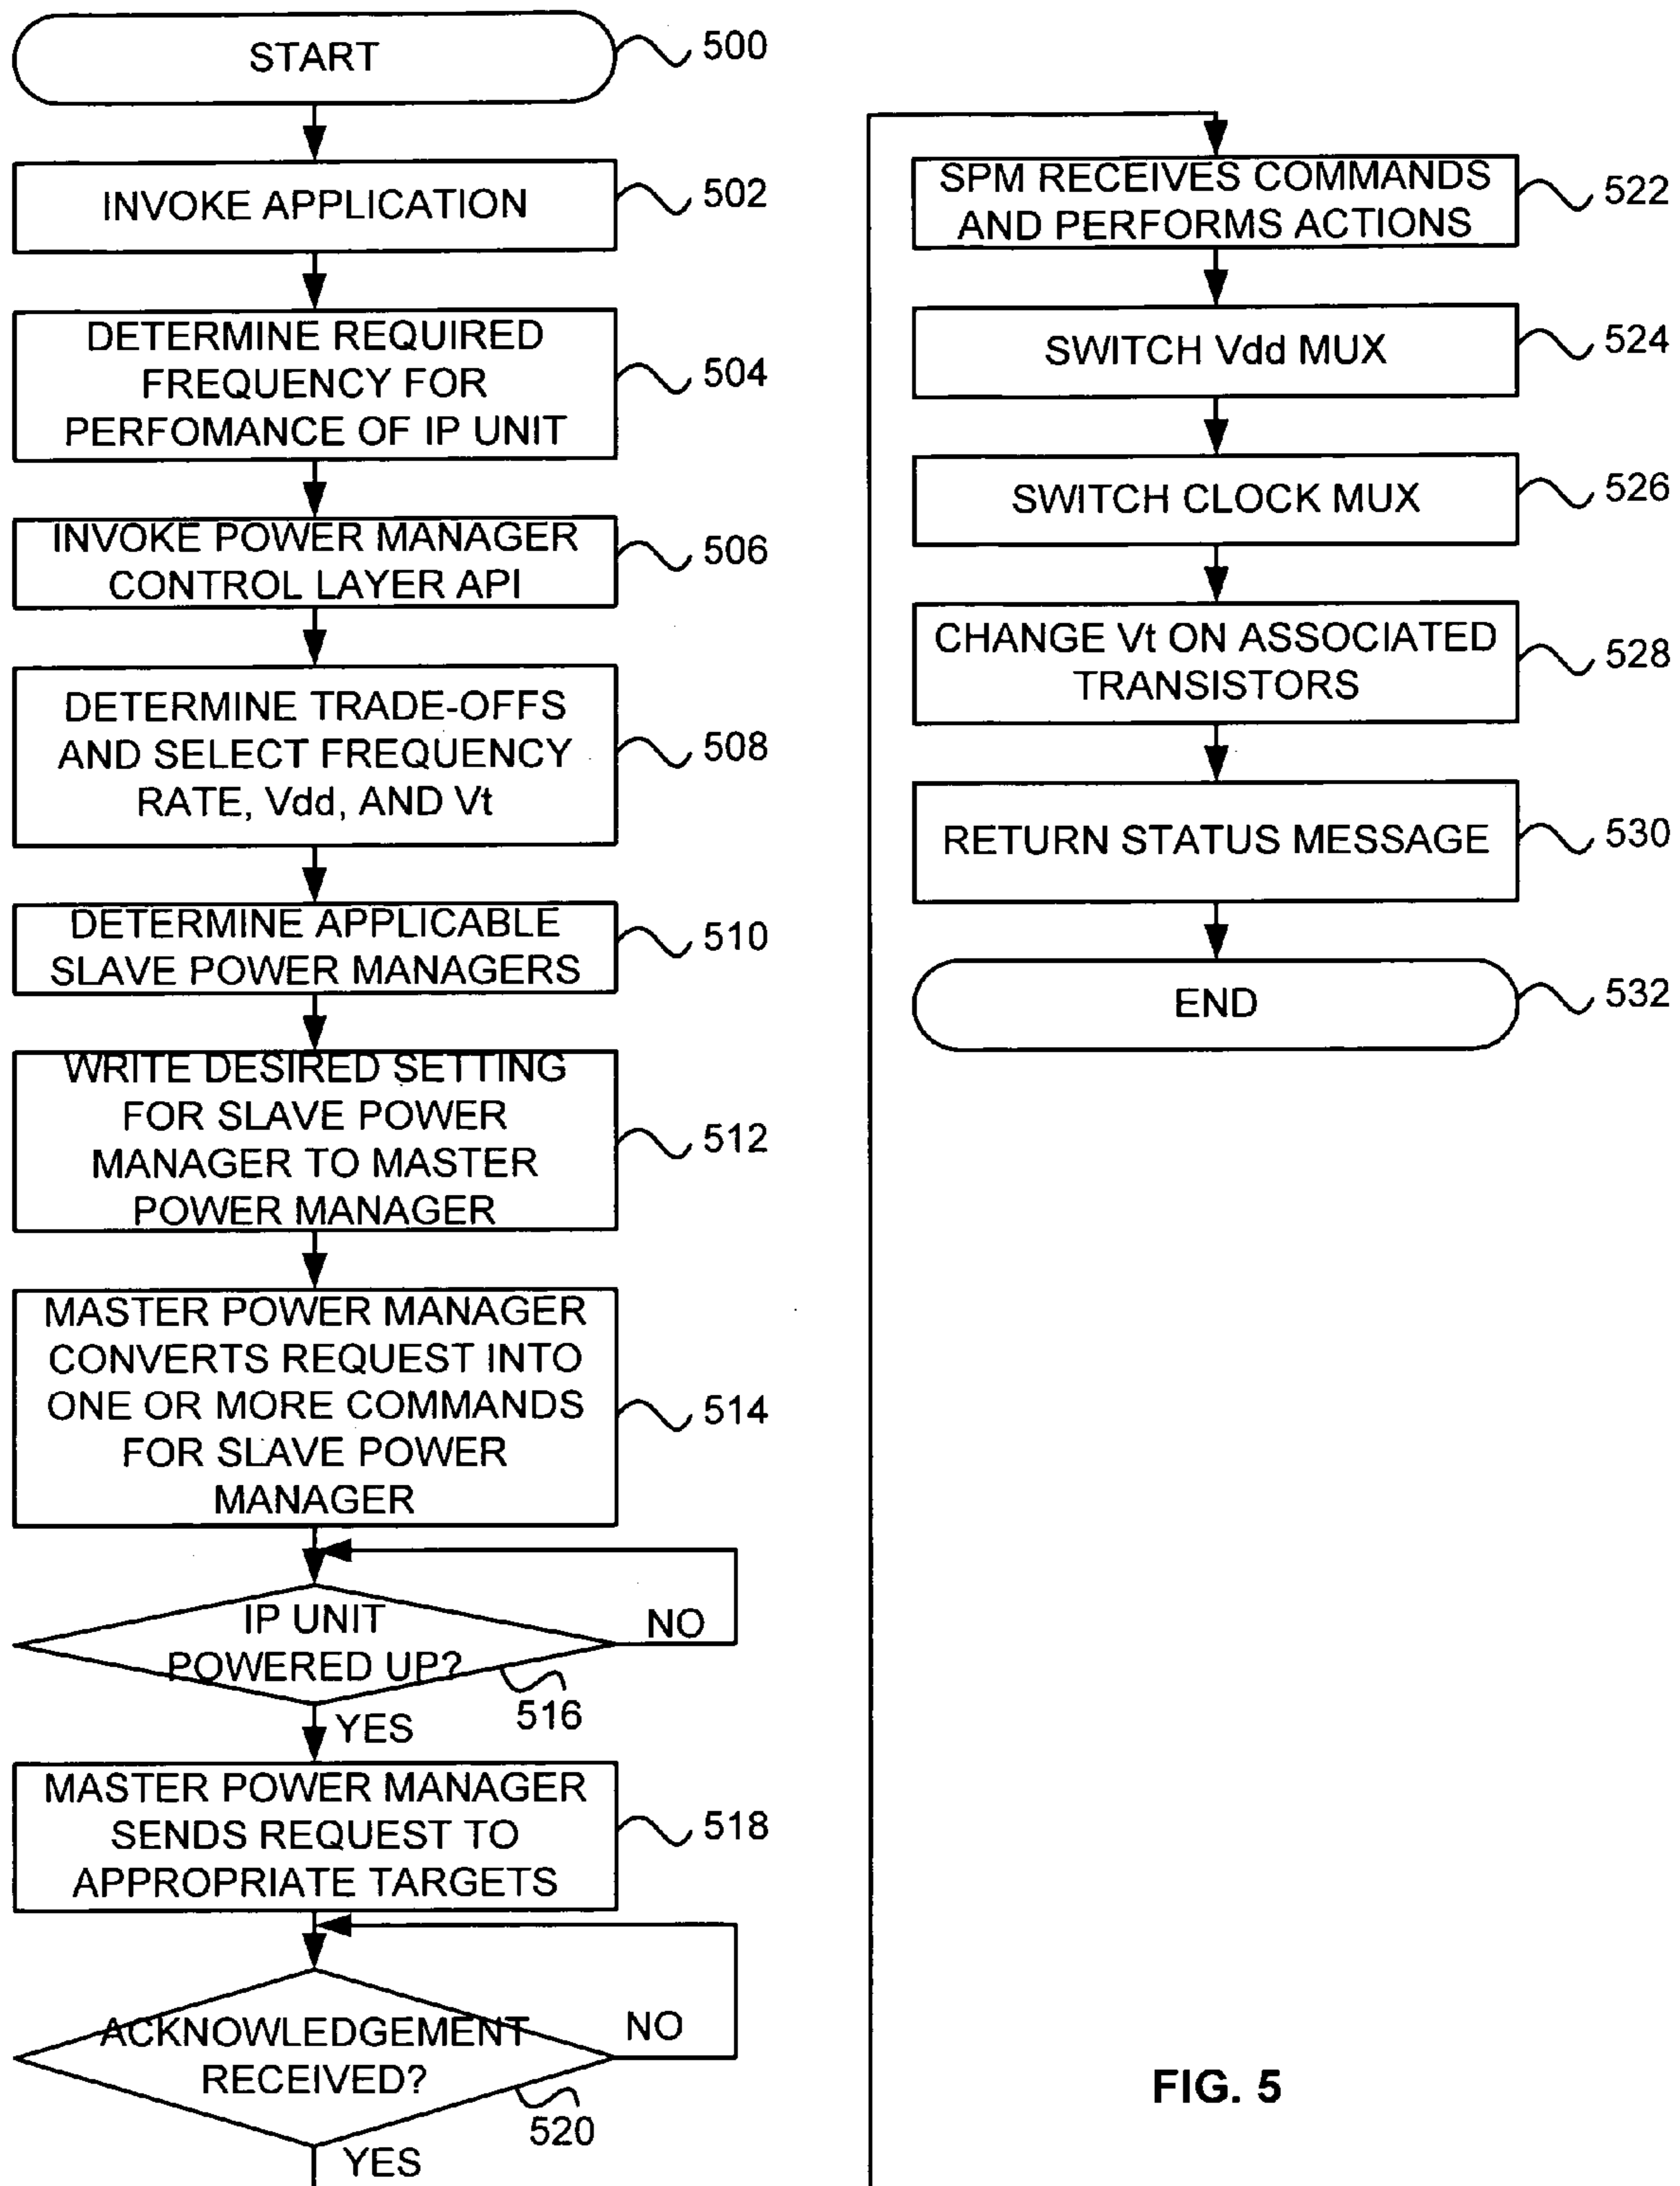 START
500
INVOKE APPLICATION
502
DETERMINE REQUIRED
FREQUENCY FOR
PERFOMANCE OF IP UNIT
504
INVOKE POWER MANAGER
CONTROL LAYER API
506
DETERMINE TRADE-OFFS
AND SELECT FREQUENCY
RATE, Vdd, AND Vt
508
DETERMINE APPLICABLE
SLAVE POWER MANAGERS
510
WRITE DESIRED SETTING
FOR SLAVE POWER
MANAGER TO MASTER
POWER MANAGER
512
MASTER POWER MANAGER
CONVERTS REQUEST INTO
ONE OR MORE COMMANDS
FOR SLAVE POWER
MANAGER
514
IP UNIT
POWERED UP?
NO
516
YES
MASTER POWER MANAGER
SENDS REQUEST TO
APPROPRIATE TARGETS
518
ACKNOWLEDGEMENT
RECEIVED?
NO
520
YES
SPM RECEIVES COMMANDS
AND PERFORMS ACTIONS
522
SWITCH Vdd MUX
524
SWITCH CLOCK MUX
526
CHANGE Vt ON ASSOCIATED
TRANSISTORS
528
RETURN STATUS MESSAGE
530
END
532
FIG. 5